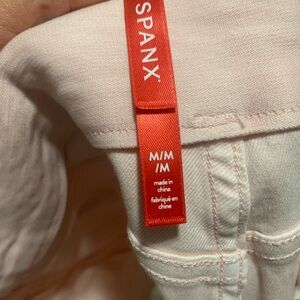 SPANX
M/M
/M
made in
china
fabriqué en
chine